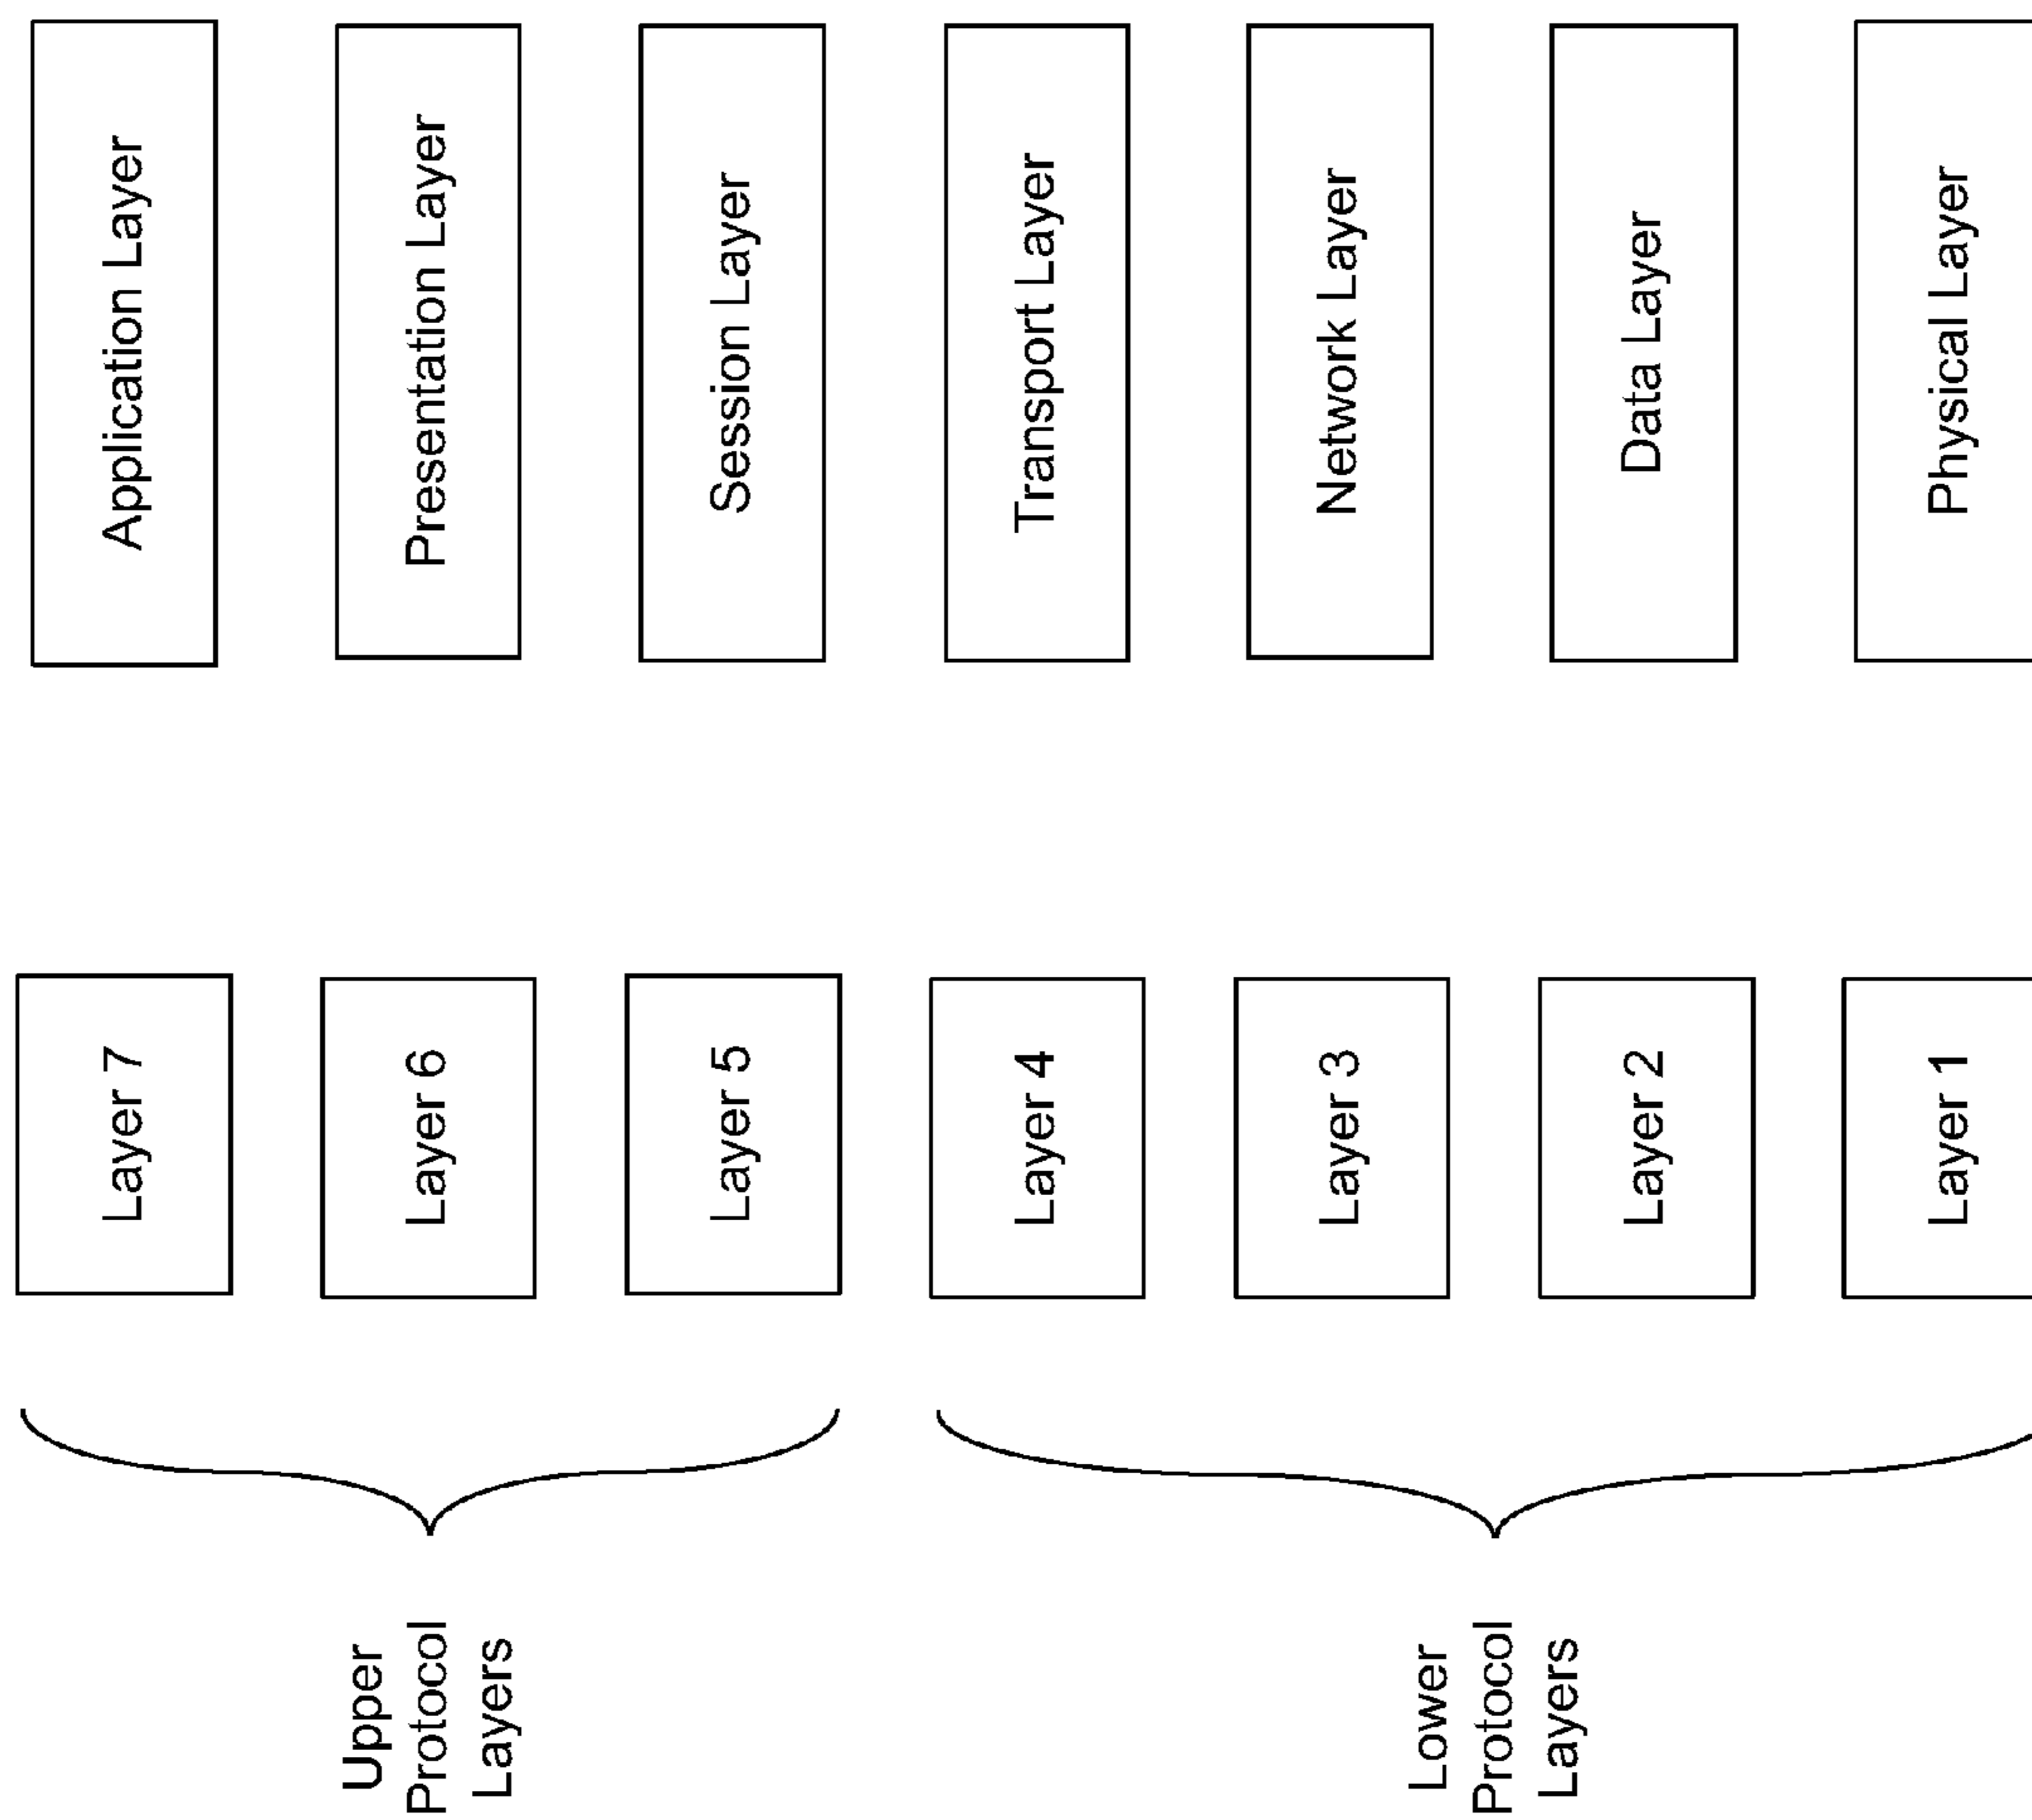 Application Layer
Presentation Layer
Session Layer
Transport Layer
Network Layer
Data Layer
Physical Layer
Layer 7
Layer 6
Layer 5
Layer 4
Layer 3
Layer 2
Layer 1
Upper
Protocol
Layers
Lower
Protocol
Layers